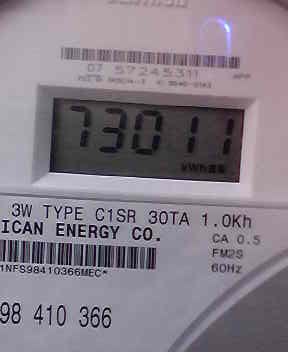 07 57245311 APP
73011
kWh
3W TYPE C1SR 30TA 1.0Kh
ICAN ENERGY CO.
CA 0.5
FM2S
60Hz
1NFS98410366MEC*
98 410 366